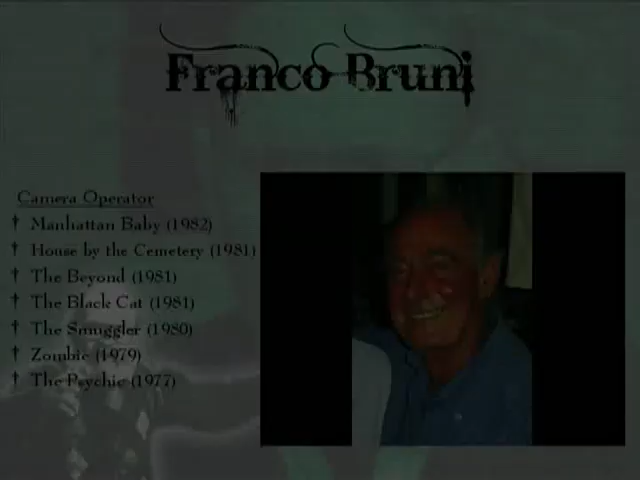 Franco Bruni
Camera Operator
† Manhattan Baby (1982)
† House by the Cemetery (1981)
† The Beyond (1981)
† The Black Cat (1981)
† The Smuggler (1980)
† Zombie (1979)
† The Psychic (1977)